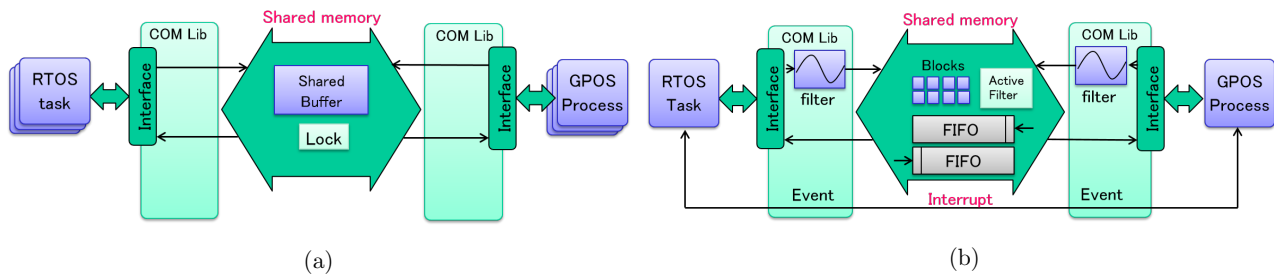 Shared memory
COM Lib
COM Lib
RTOS
task
Interface
Shared
Buffer
Lock
Interface
GPOS
Process
(a)
Shared memory
COM Lib
COM Lib
RTOS
Task
Interface
filter
Blocks
Active
Filter
filter
Interface
GPOS
Process
FIFO
FIFO
Event
Interrupt
Event
(b)